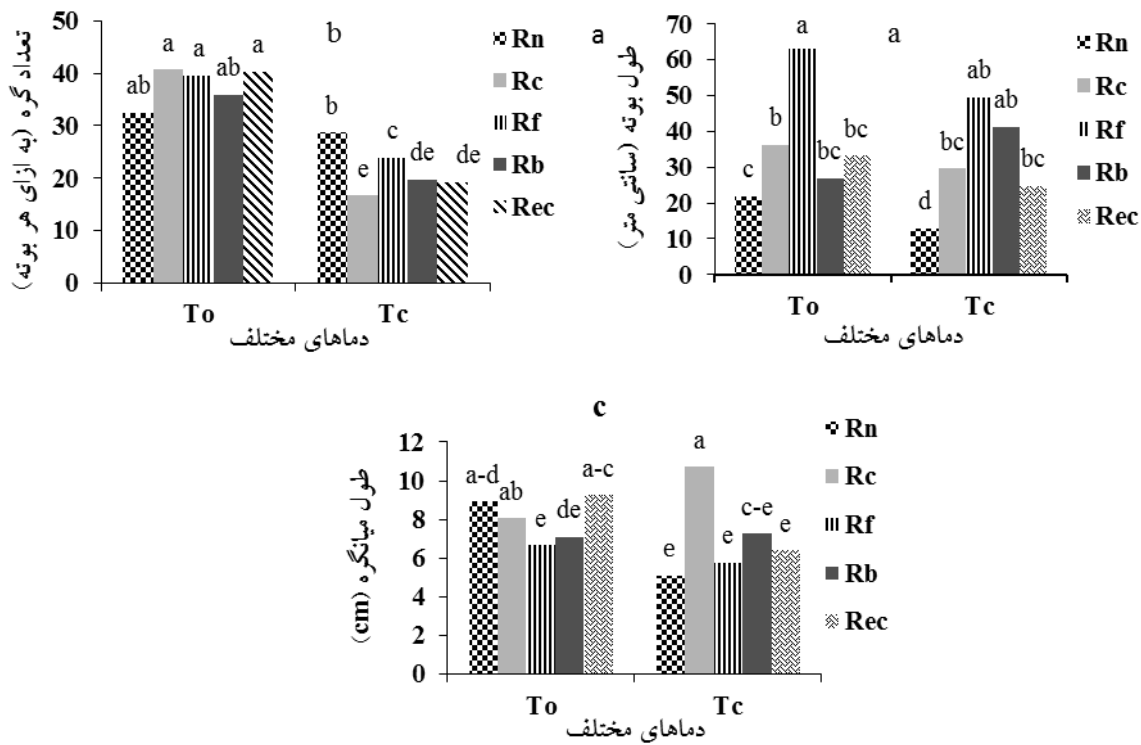 b
تعداد گره (به ازای هر بوته)
50
40
30
20
10
0
ab
a
a
ab
a
b
e
c
de
de
To
Tc
دماهای مختلف
Rn
Rc
Rf
Rb
Rec
a
a
طول بوته (سانتی متر)
70
60
50
40
30
20
10
0
c
b
a
bc
bc
d
bc
ab
ab
bc
To
Tc
دماهای مختلف
Rn
Rc
Rf
Rb
Rec
c
طول میانگره (cm)
12
10
8
6
4
2
0
a-d
ab
e
de
a-c
e
a
e
c-e
e
To
Tc
دماهای مختلف
Rn
Rc
Rf
Rb
Rec